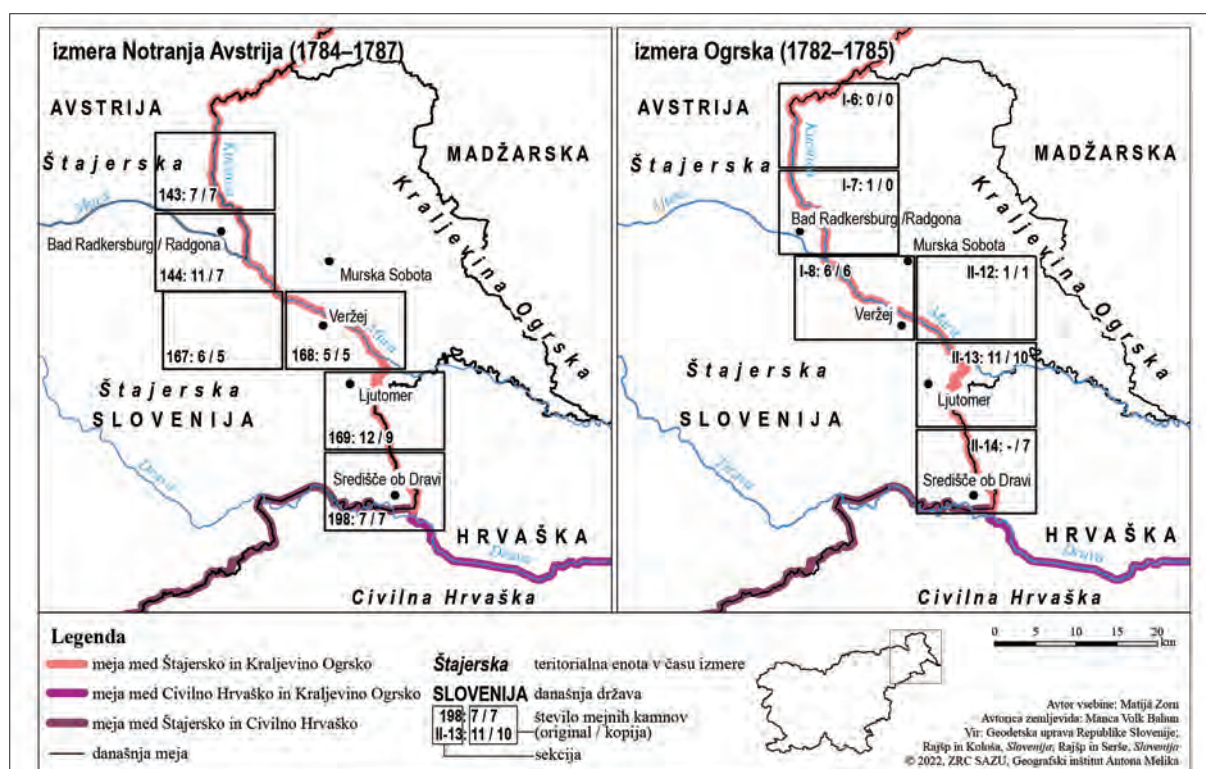 izmera Notranja Avstrija (1784–1787)
AVSTRIJA
Štajerska
Kučnica
MADŽARSKA
143: 7 / 7
Mura
Kraljevina Ogrska
Bad Radkersburg / Radgona
144: 11 / 7
Murska Sobota
Veržej
Mura
167: 6 / 5
168: 5 / 5
Štajerska
SLOVENIJA
Ljutomer
169: 12 / 9
Drava
Središče ob Dravi
198: 7 / 7
HRVAŠKA
Drava
Civilna Hrvaška
izmera Ogrska (1782–1785)
I-6: 0 / 0
AVSTRIJA
Kučnica
MADŽARSKA
Štajerska
I-7: 1 / 0
Mura
Kraljevina Ogrska
Bad Radkersburg /Radgona
Murska Sobota
I-8: 6 / 6
II-12: 1 / 1
Veržej
Mura
II-13: 11 / 10
Štajerska
SLOVENIJA
Ljutomer
II-14: - / 7
Drava
Središče ob Dravi
HRVAŠKA
Drava
Civilna Hrvaška
Legenda
meja med Štajersko in Kraljevino Ogrsko
meja med Civilno Hrvaško in Kraljevino Ogrsko
meja med Štajersko in Civilno Hrvaško
današnja meja
Štajerska teritorialna enota v času izmere
SLOVENIJA današnja država
198: 7 / 7 število mejnih kamnov
II-13: 11 / 10 (original / kopija)
sekcija
0 5 10 15 20
km
Avtor vsebine: Matija Zorn
Avtorica zemljevida: Manca Volk Bahun
Vir: Geodetska uprava Republike Slovenije;
Rajšp in Kološa, Slovenija, Rajšp in Serše, Slovenija
© 2022, ZRC SAZU, Geografski inštitut Antona Melika